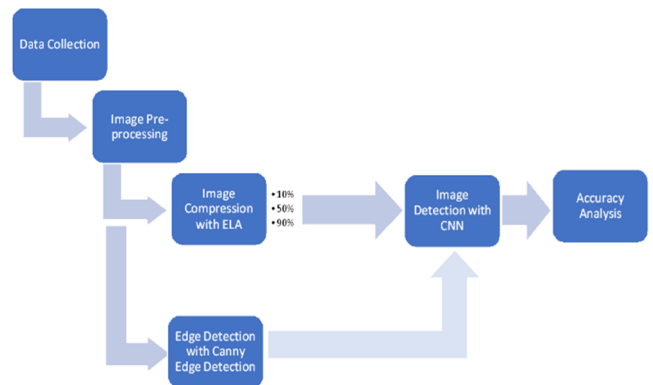 Data Collection
Image Pre-
processing
Image
Compression
with ELA
•10%
•50%
•90%
Image
Detection with
CNN
Accuracy
Analysis
Edge Detection
with Canny
Edge Detection